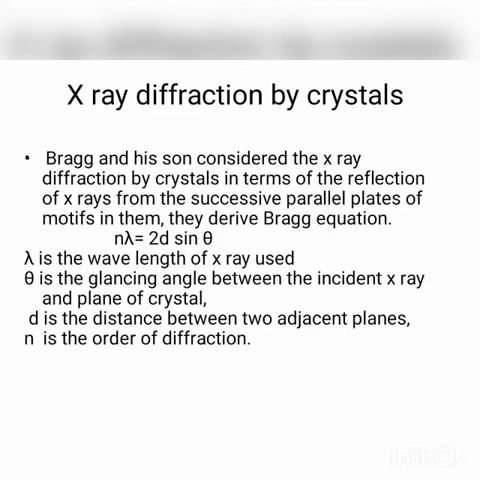 X ray diffraction by crystals
• Bragg and his son considered the x ray
diffraction by crystals in terms of the reflection
of x rays from the successive parallel plates of
motifs in them, they derive Bragg equation.
nλ= 2d sin θ
λ is the wave length of x ray used
θ is the glancing angle between the incident x ray
and plane of crystal,
d is the distance between two adjacent planes,
n is the order of diffraction.
InShOt